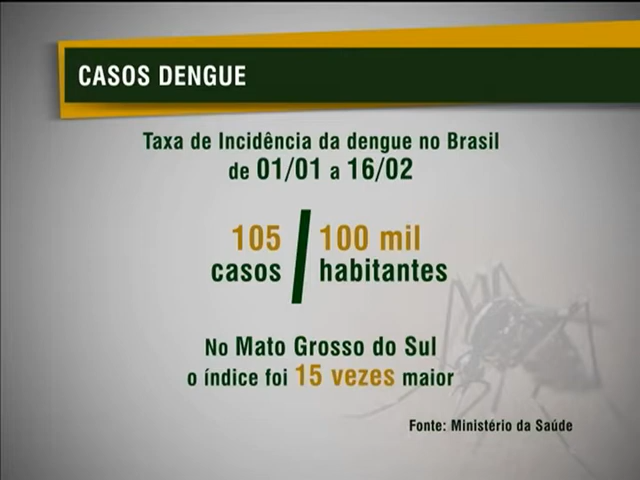 CASOS DENGUE
Taxa de Incidência da dengue no Brasil
de 01/01 a 16/02
105 / 100 mil
casos habitantes
No Mato Grosso do Sul
o índice foi 15 vezes maior
Fonte: Ministério da Saúde